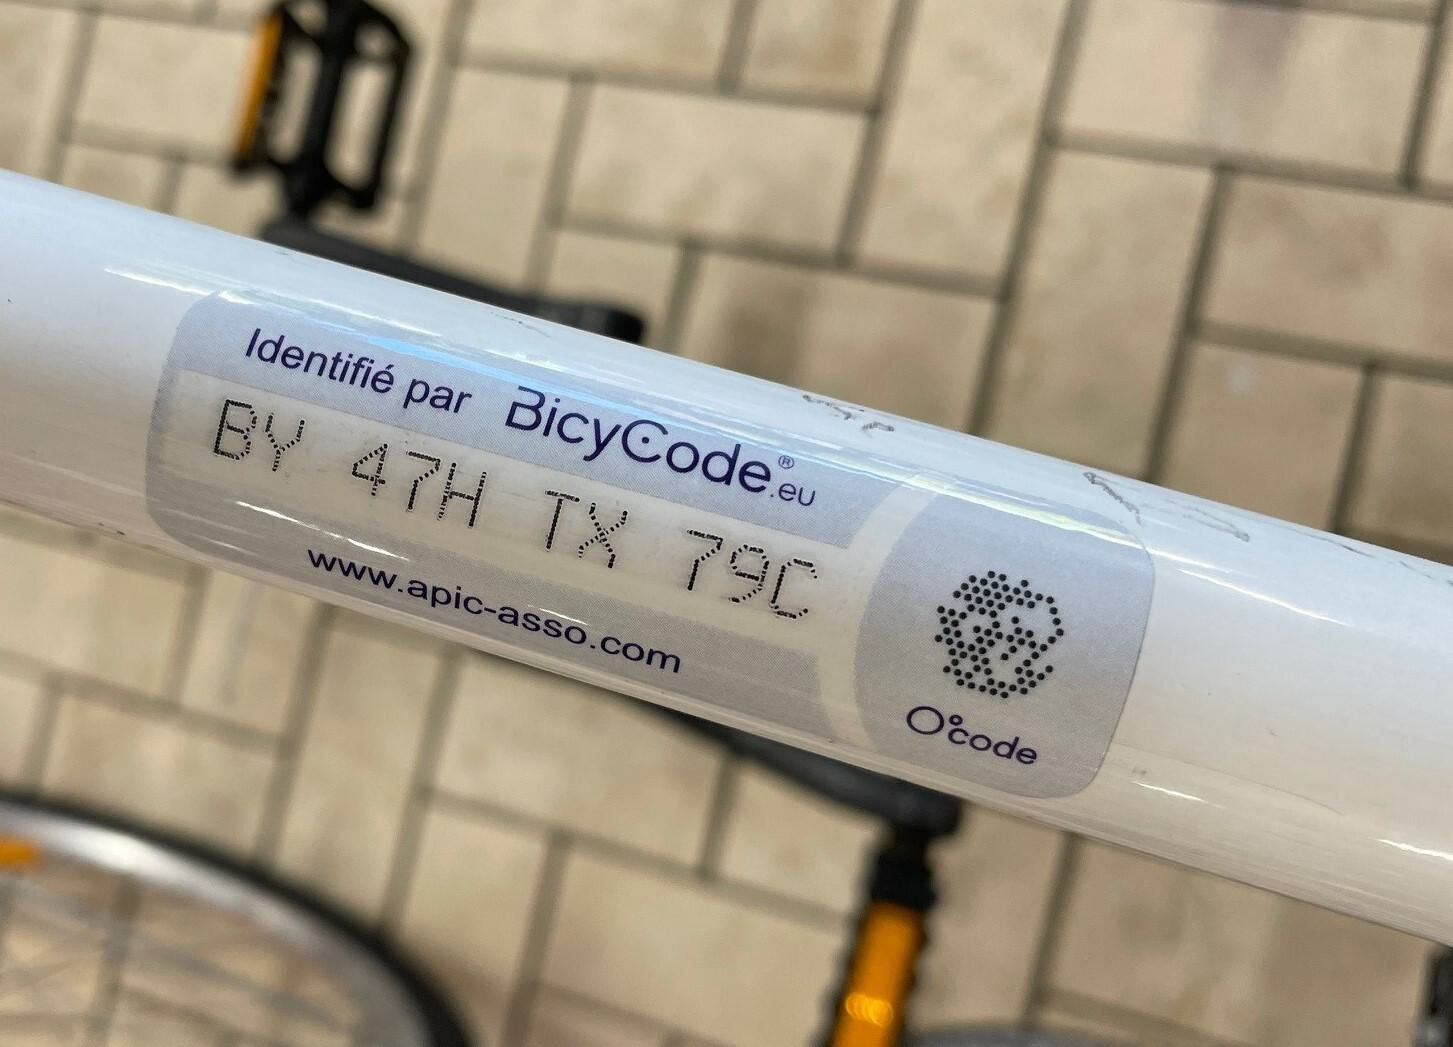 Identifié par BicyCode®.eu
BY 47H TX 79C
www.apic-asso.com
O°code